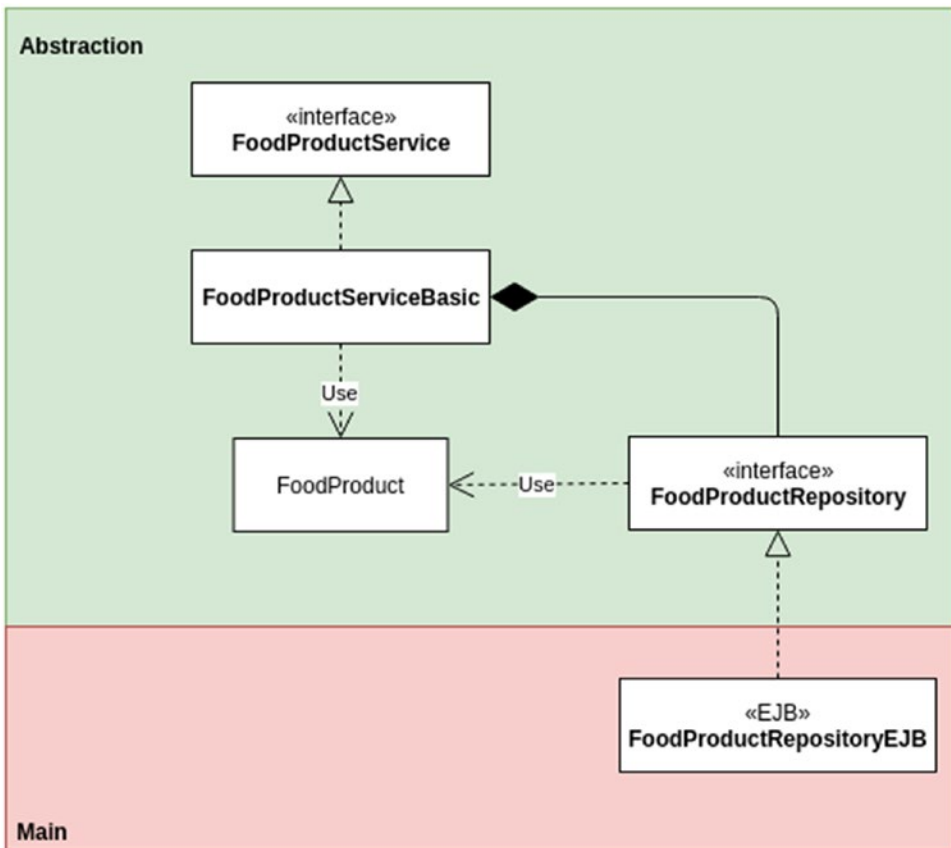 Abstraction
«interface»
FoodProductService
FoodProductServiceBasic
Use
FoodProduct
Use
«interface»
FoodProductRepository
«EJB»
FoodProductRepositoryEJB
Main